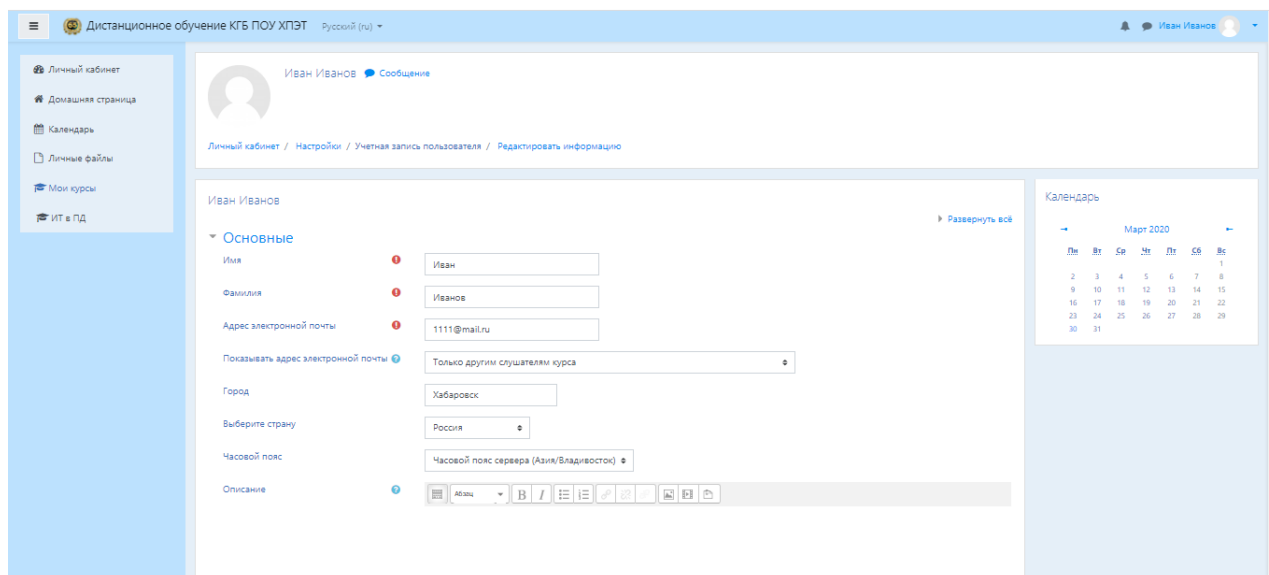 Дистанционное обучение КГБ ПОУ ХПЭТ Русский (ru) Иван Иванов
Личный кабинет
Домашняя страница
Календарь
Личные файлы
Мои курсы
ИТ в ПД
Иван Иванов Сообщение
Личный кабинет / Настройки / Учетная запись пользователя / Редактировать информацию
Иван Иванов
Развернуть всё
Основные
Имя Иван
Фамилия Иванов
Адрес электронной почты 1111@mail.ru
Показывать адрес электронной почты Только другим слушателям курса
Город Хабаровск
Выберите страну Россия
Часовой пояс Часовой пояс сервера (Азия/Владивосток)
Описание Абзац B I
Календарь
→ Март 2020 ←
Пн Вт Ср Чт Пт Сб Вс
1
2 3 4 5 6 7 8
9 10 11 12 13 14 15
16 17 18 19 20 21 22
23 24 25 26 27 28 29
30 31